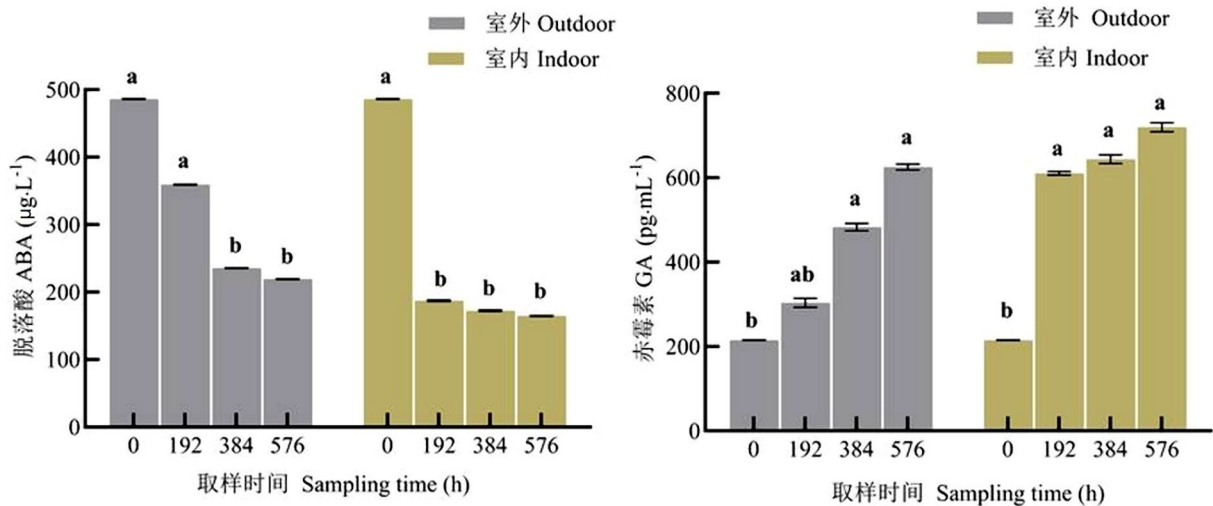 室外 Outdoor
室内 Indoor
a
a
b
b
a
b
b
b
500
400
300
200
100
0
脱落酸 ABA (μg·L⁻¹)
0 192 384 576 0 192 384 576
取样时间 Sampling time (h)
室外 Outdoor
室内 Indoor
b
ab
a
a
b
a
a
a
800
600
400
200
0
赤霉素 GA (pg·mL⁻¹)
0 192 384 576 0 192 384 576
取样时间 Sampling time (h)